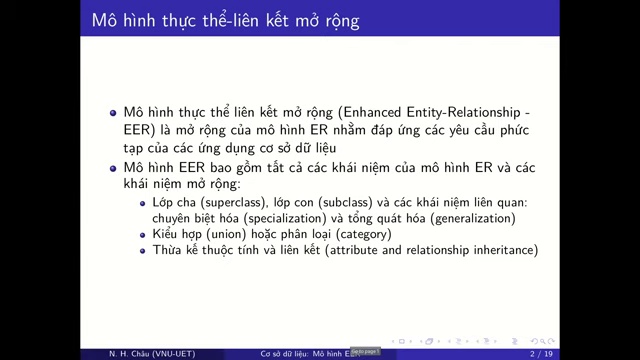 Mô hình thực thể-liên kết mở rộng
Mô hình thực thể liên kết mở rộng (Enhanced Entity-Relationship -
EER) là mở rộng của mô hình ER nhằm đáp ứng các yêu cầu phức
tạp của các ứng dụng cơ sở dữ liệu
Mô hình EER bao gồm tất cả các khái niệm của mô hình ER và các
khái niệm mở rộng:
Lớp cha (superclass), lớp con (subclass) và các khái niệm liên quan:
chuyên biệt hóa (specialization) và tổng quát hóa (generalization)
Kiểu hợp (union) hoặc phân loại (category)
Thừa kế thuộc tính và liên kết (attribute and relationship inheritance)
N. H. Châu (VNU-UET) Cơ sở dữ liệu: Mô hình EER 2 / 19
Go to page 1